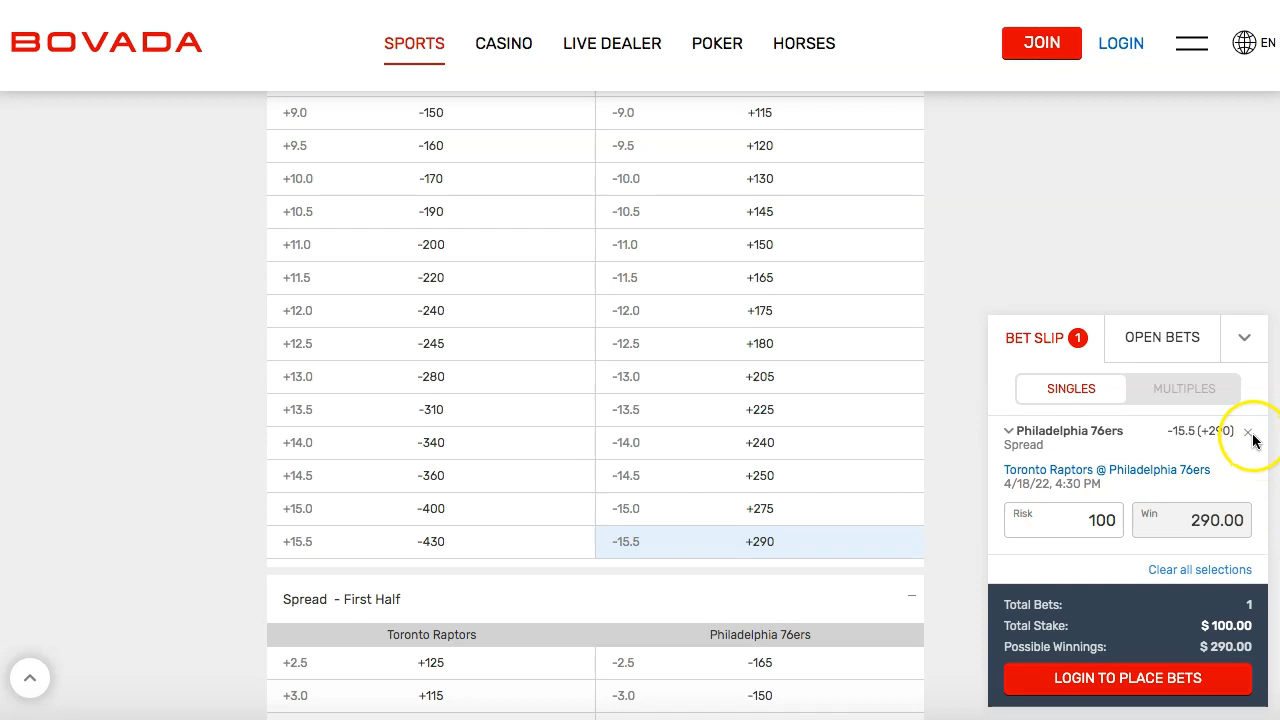 BOVADA
SPORTS CASINO LIVE DEALER POKER HORSES JOIN LOGIN EN
+9.0 -150 -9.0 +115
+9.5 -160 -9.5 +120
+10.0 -170 -10.0 +130
+10.5 -190 -10.5 +145
+11.0 -200 -11.0 +150
+11.5 -220 -11.5 +165
+12.0 -240 -12.0 +175
+12.5 -245 -12.5 +180
+13.0 -280 -13.0 +205
+13.5 -310 -13.5 +225
+14.0 -340 -14.0 +240
+14.5 -360 -14.5 +250
+15.0 -400 -15.0 +275
+15.5 -430 -15.5 +290
Spread - First Half
Toronto Raptors Philadelphia 76ers
+2.5 +125 -2.5 -165
+3.0 +115 -3.0 -150
BET SLIP 1 OPEN BETS
SINGLES MULTIPLES
Philadelphia 76ers -15.5 (+290)
Spread
Toronto Raptors @ Philadelphia 76ers
4/18/22, 4:30 PM
Risk 100 Win 290.00
Clear all selections
Total Bets: 1
Total Stake: $ 100.00
Possible Winnings: $ 290.00
LOGIN TO PLACE BETS